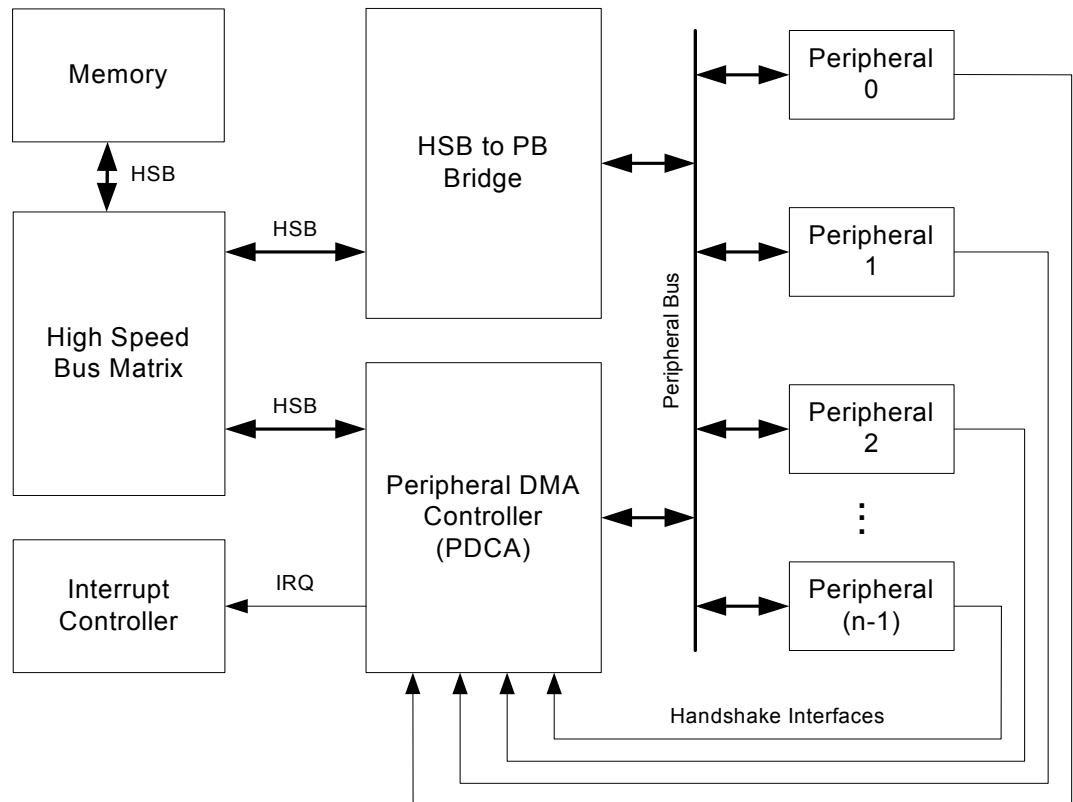 Memory
HSB
High Speed
Bus Matrix
Interrupt
Controller
HSB
HSB
IRQ
HSB to PB
Bridge
Peripheral DMA
Controller
(PDCA)
Peripheral Bus
Peripheral
0
Peripheral
1
Peripheral
2
⋮
Peripheral
(n-1)
Handshake Interfaces